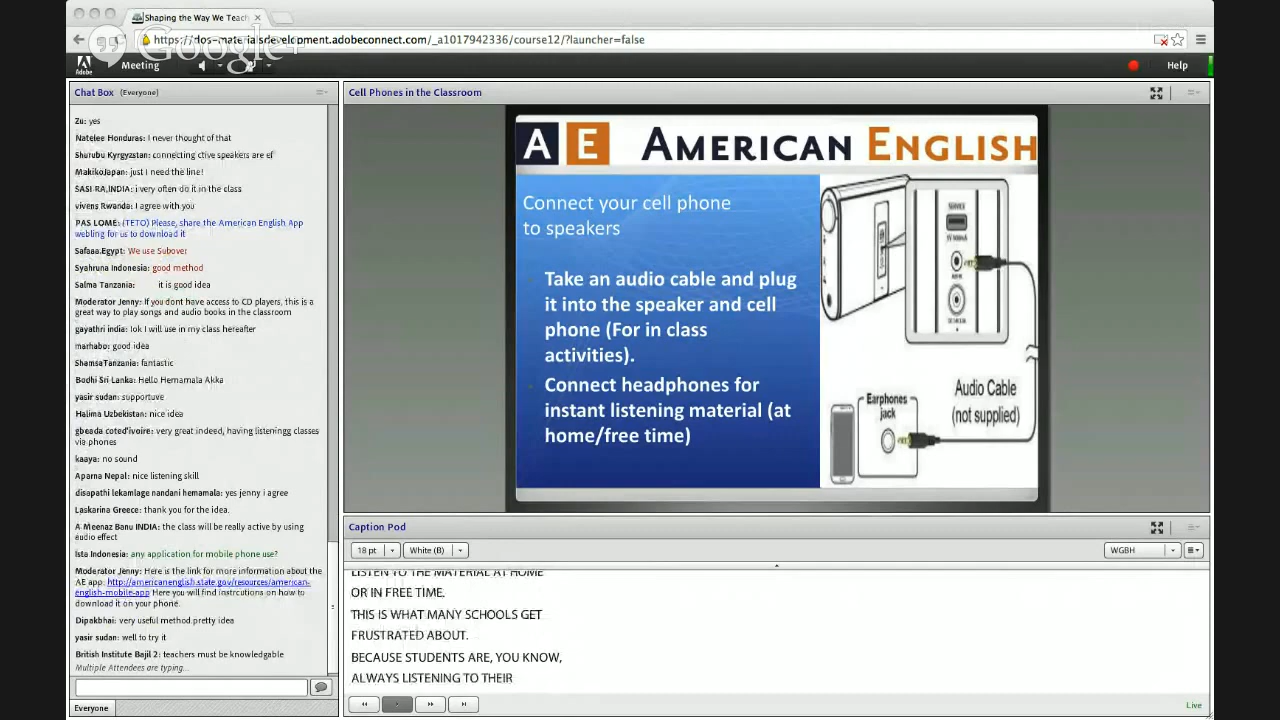 Shaping the Way We Teach
Google+
https://dos-materialsdevelopment.adobeconnect.com/_a1017942336/course12/?launcher=false
Adobe
Meeting
Help
Chat Box (Everyone)
Zu: yes
Natelee Honduras: I never thought of that
Shurubu Kyrgyzstan: connecting ctive speakers are ef
MakikoJapan: just I need the line!
SASI RA,INDIA: i very often do it in the class
vivens Rwanda: I agree with you
PAS LOME: (TETO) Please, share the American English App
webling for us to download it
Safaaa.Egypt: We use Subover
Syahruna Indonesia: good method
Salma Tanzania: it is good idea
Moderator Jenny: If you dont have access to CD players, this is a
great way to play songs and audio books in the classroom
gayathri india: Iok I will use in my class hereafter
marhabo: good idea
ShamsaTanzania: fantastic
Bodhi Sri Lanka: Hello Hemamala Akka
yasir sudan: supportuve
Halima Uzbekistan: nice idea
gbeada coted'ivoire: very great indeed, having listeningg classes
via phones
kaaya: no sound
Aparna Nepal: nice listening skill
disapathi lekamlage nandani hemamala: yes jenny i agree
Laskarina Greece: thank you for the idea.
A Meenaz Banu INDIA: the class will be really active by using
audio effect
Ista Indonesia: any application for mobile phone use?
Moderator Jenny: Here is the link for more information about the
AE app: http://americanenglish.state.gov/resources/american-
english-mobile-app Here you will find instrcutions on how to
download it on your phone.
Dipakbhai: very useful method.pretty idea
yasir sudan: well to try it
British Institute Bajil 2: teachers must be knowledgable
Multiple Attendees are typing...
Everyone
Cell Phones in the Classroom
A E AMERICAN ENGLISH
Connect your cell phone
to speakers
Take an audio cable and plug
it into the speaker and cell
phone (For in class
activities).
Connect headphones for
instant listening material (at
home/free time)
SERVICE
Audio Cable
(not supplied)
Earphones
jack
Caption Pod
18 pt
White (B)
WGBH
LISTEN TO THE MATERIAL AT HOME
OR IN FREE TIME.
THIS IS WHAT MANY SCHOOLS GET
FRUSTRATED ABOUT.
BECAUSE STUDENTS ARE, YOU KNOW,
ALWAYS LISTENING TO THEIR
Live